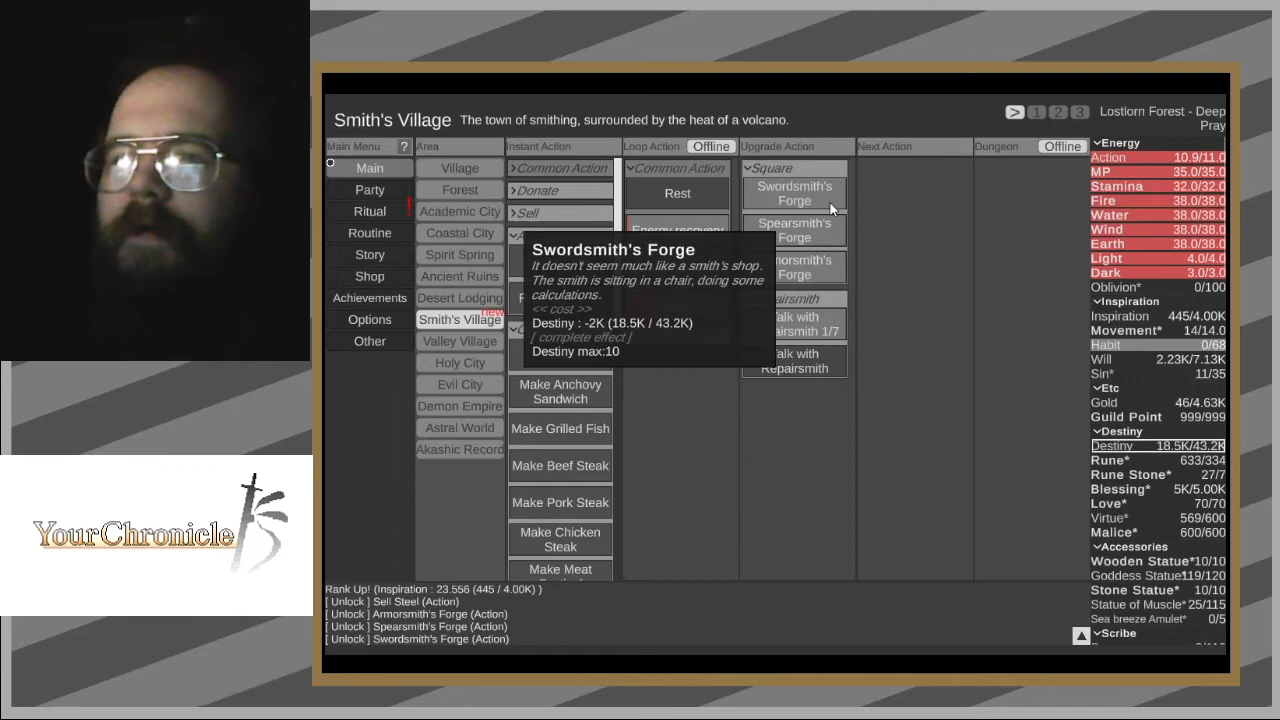 Smith's Village The town of smithing, surrounded by the heat of a volcano.
> 1 2 3
Lostlorn Forest - Deep
Pray
Main Menu ? Area Instant Action Loop Action Offline Upgrade Action Next Action Dungeon Offline
Main
Party
Ritual !
Routine
Story
Shop
Achievements
Options
Other
Village
Forest
Academic City
Coastal City
Spirit Spring
Ancient Ruins
Desert Lodging
new
Smith's Village
Valley Village
Holy City
Evil City
Demon Empire
Astral World
Akashic Record
Common Action
Donate
Sell
Make Anchovy
Sandwich
Make Grilled Fish
Make Beef Steak
Make Pork Steak
Make Chicken
Steak
Make Meat
Common Action
Rest
Energy recovery
Square
Swordsmith's
Forge
Spearsmith's
Forge
Forge
Talk with
Repairsmith
Swordsmith's Forge
It doesn't seem much like a smith's shop.
The smith is sitting in a chair, doing some
calculations.
<< cost >>
Destiny : -2K (18.5K / 43.2K)
[ complete effect ]
Destiny max:10
Energy
Action 10.9/11.0
MP 35.0/35.0
Stamina 32.0/32.0
Fire 38.0/38.0
Water 38.0/38.0
Wind 38.0/38.0
Earth 38.0/38.0
Light 4.0/4.0
Dark 3.0/3.0
Oblivion* 0/100
Inspiration
Inspiration 445/4.00K
Movement* 14/14.0
Habit 0/68
Will 2.23K/7.13K
Sin* 11/35
Etc
Gold 46/4.63K
Guild Point 999/999
Destiny
Destiny 18.5K/43.2K
Rune* 633/334
Rune Stone* 27/7
Blessing* 5K/5.00K
Love* 70/70
Virtue* 569/600
Malice* 600/600
Accessories
Wooden Statue*10/10
Goddess Statue119/120
Stone Statue* 10/10
Statue of Muscle*25/115
Sea breeze Amulet* 0/5
Scribe
Rank Up! (Inspiration : 23.556 (445 / 4.00K) )
[ Unlock ] Sell Steel (Action)
[ Unlock ] Armorsmith's Forge (Action)
[ Unlock ] Spearsmith's Forge (Action)
[ Unlock ] Swordsmith's Forge (Action)
YourChronicle